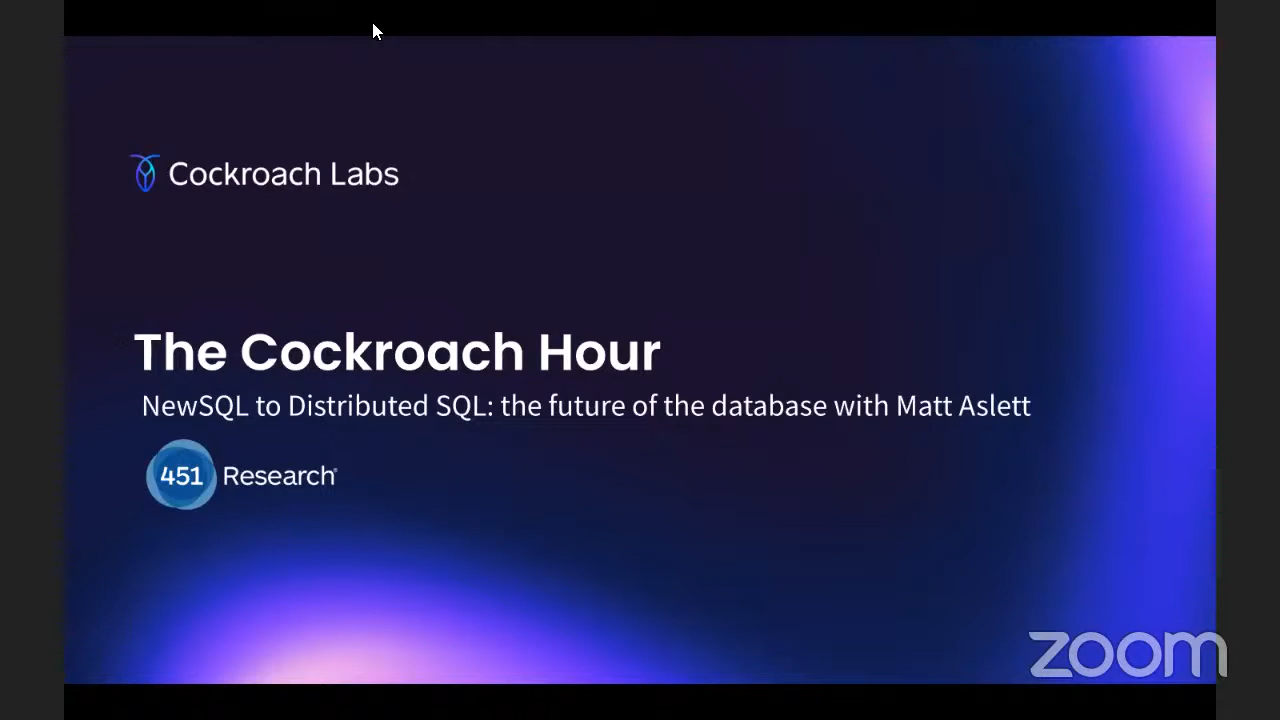 Cockroach Labs
The Cockroach Hour
NewSQL to Distributed SQL: the future of the database with Matt Aslett
451 Research
zoom